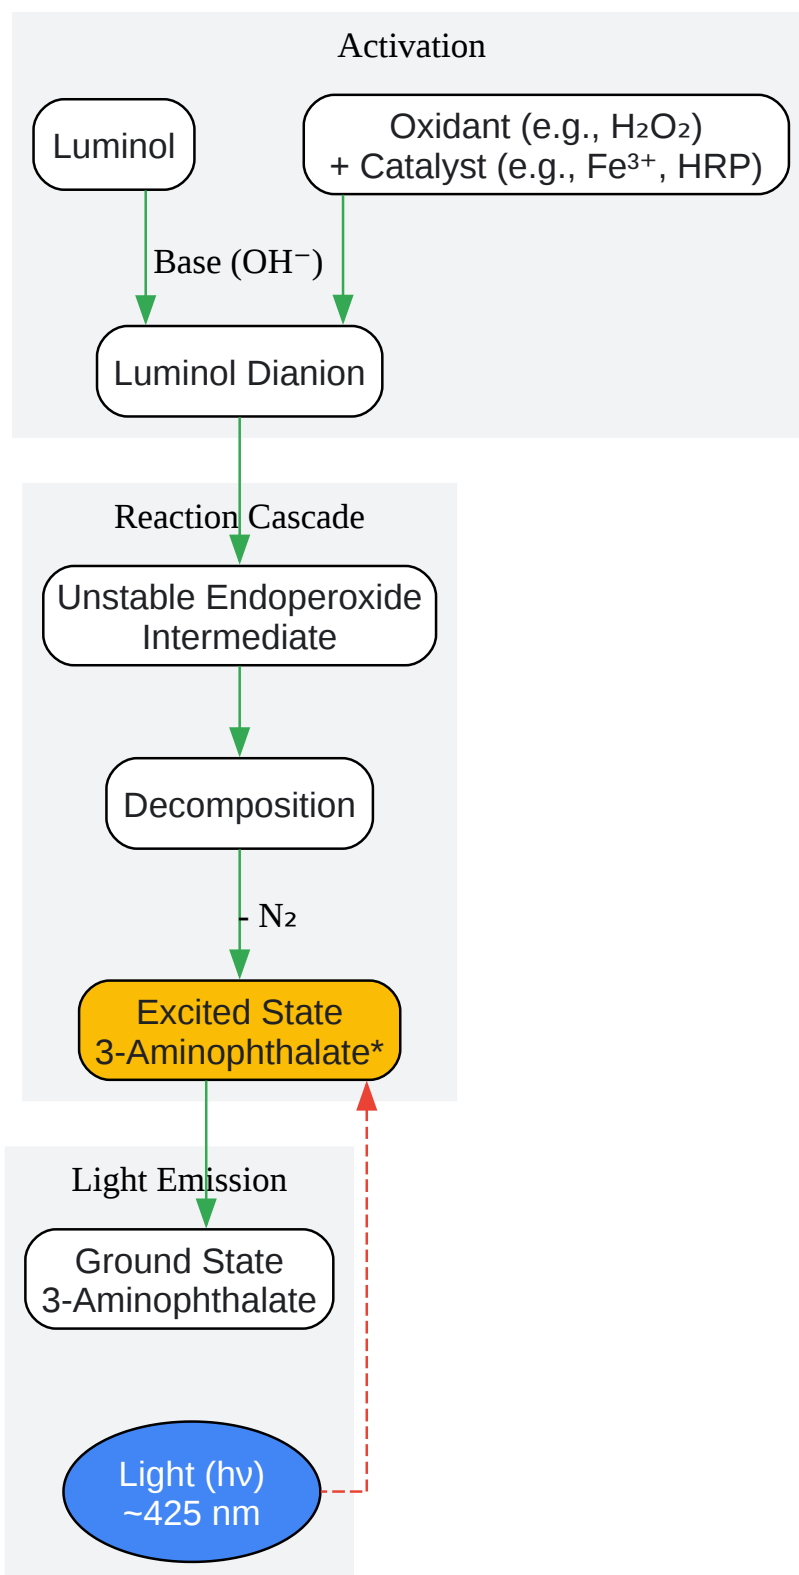 Activation
Luminol
Oxidant (e.g., H₂O₂)
+ Catalyst (e.g., Fe³⁺, HRP)
Base (OH⁻)
Luminol Dianion
Reaction Cascade
Unstable Endoperoxide
Intermediate
Decomposition
- N₂
Excited State
3-Aminophthalate*
Light Emission
Ground State
3-Aminophthalate
Light (hν)
~425 nm